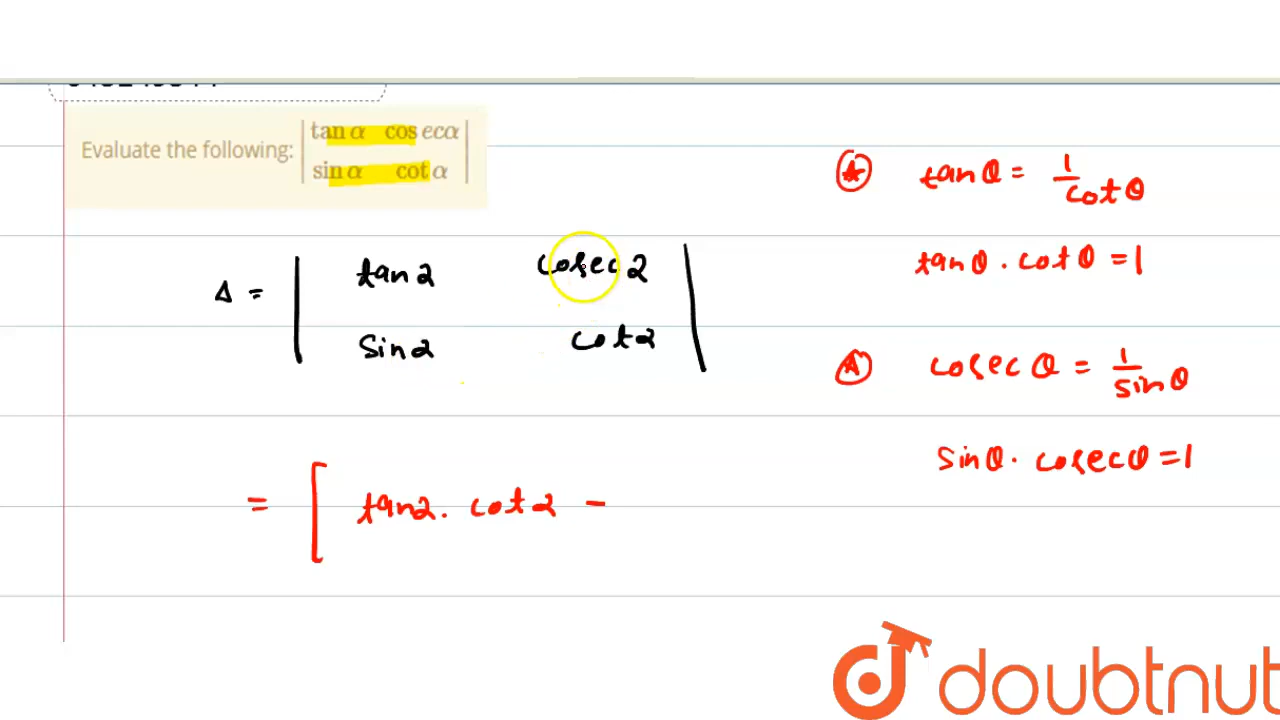 Evaluate the following: | tan α cos ecα |
| sin α cot α |
Δ = | tan α cosec α |
| sin α cot α |
= [ tan α . cot α −
tan θ = 1/cot θ
tan θ . cot θ = 1
cosec θ = 1/sin θ
sin θ . cosec θ = 1
doubtnut